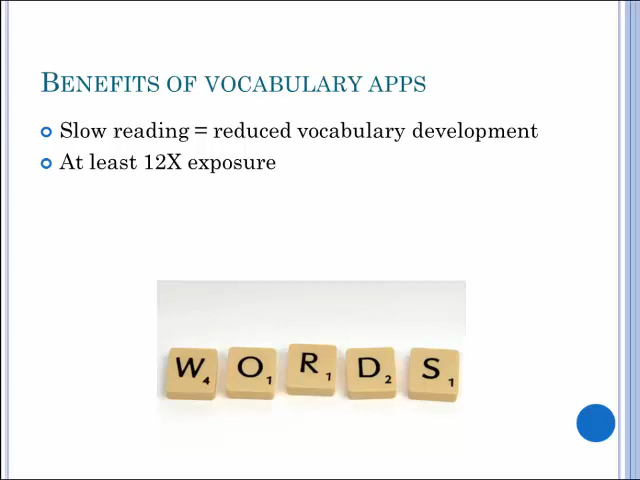 BENEFITS OF VOCABULARY APPS
Slow reading = reduced vocabulary development
At least 12X exposure
W4 O1 R1 D2 S1